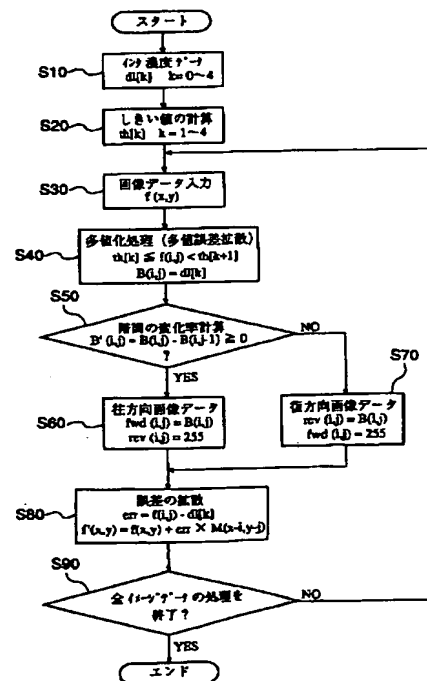 スタート
S10
インク濃度データ
dl[k] k=0～4
S20
しきい値の計算
th[k] k=1～4
S30
画像データ入力
f(x,y)
S40
多値化処理（多値誤差拡散）
th[k] ≦ f(i,j) < th[k+1]
B(i,j) = dl[k]
S50
階調の変化率計算
B'(i,j) = B(i,j) - B(i,j-1) ≧ 0
?
NO
YES
S60
往方向画像データ
fwd (i,j) = B(i,j)
rev (i,j) = 255
S70
復方向画像データ
rev (i,j) = B(i,j)
fwd (i,j) = 255
S80
誤差の拡散
err = f(i,j) - dl[k]
f'(x,y) = f(x,y) + err × M(x-i,y-j)
S90
全イメージデータの処理を
終了？
NO
YES
エンド